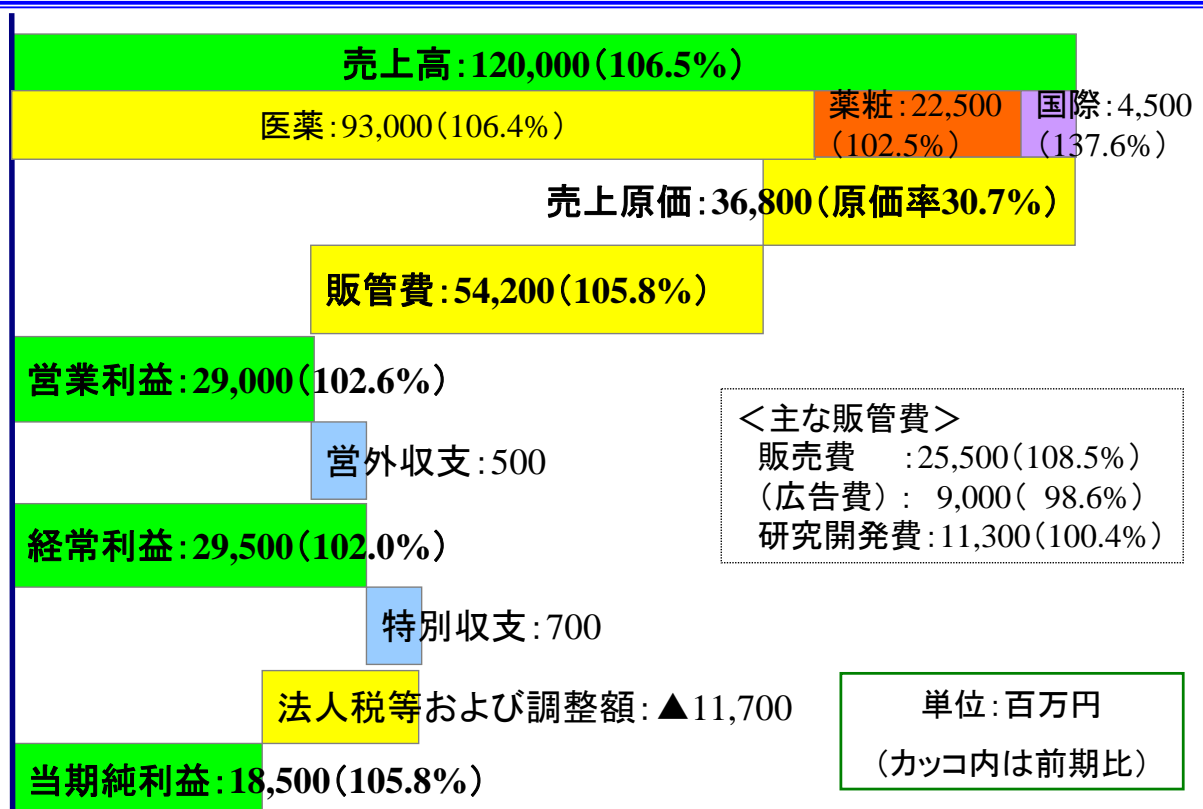 売上高：120,000（106.5%）
医薬：93,000（106.4%）
薬粧：22,500
（102.5%）
国際：4,500
（137.6%）
売上原価：36,800（原価率30.7%）
販管費：54,200（105.8%）
営業利益：29,000（102.6%）
営外収支：500
経常利益：29,500（102.0%）
特別収支：700
法人税等および調整額：▲11,700
当期純利益：18,500（105.8%）
＜主な販管費＞
販売費　：25,500（108.5%）
（広告費）： 9,000（ 98.6%）
研究開発費：11,300（100.4%）
単位：百万円
（カッコ内は前期比）